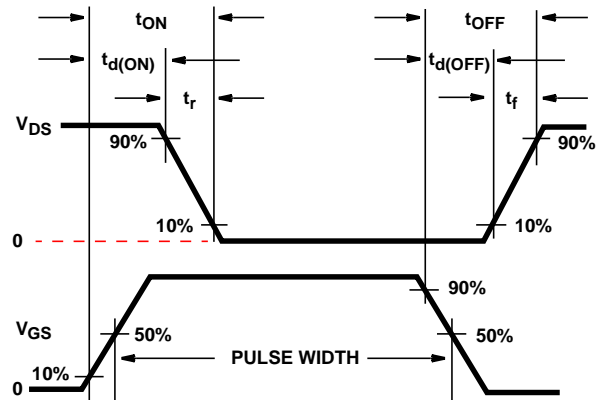 tON tOFF
td(ON) td(OFF)
tr tf
VDS
90% 90%
10% 10%
0
90%
VGS 50% 50%
PULSE WIDTH
10%
0